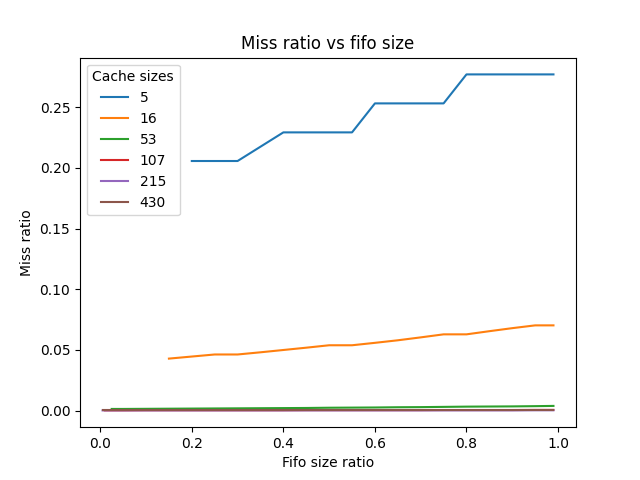 Miss ratio vs fifo size
Cache sizes
5
16
53
107
215
430
Miss ratio
0.25
0.20
0.15
0.10
0.05
0.00
0.0 0.2 0.4 0.6 0.8 1.0
Fifo size ratio